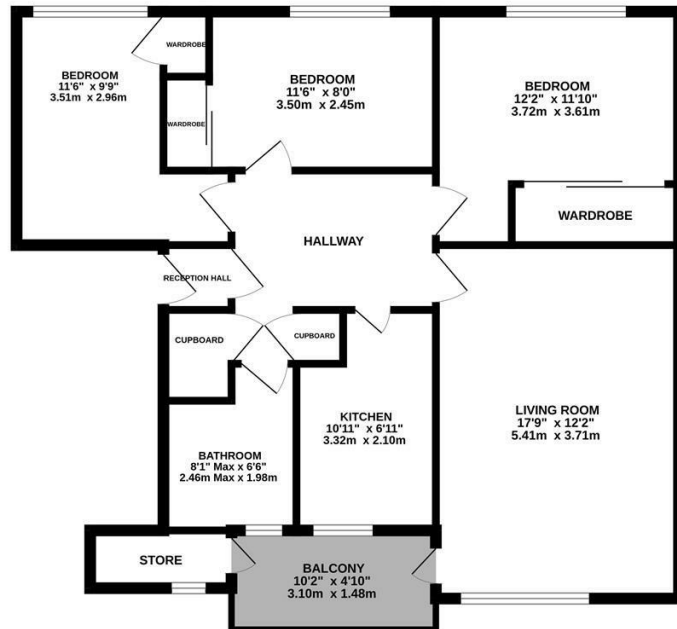 WARDROBE
BEDROOM
11'6" x 9'9"
3.51m x 2.96m
BEDROOM
11'6" x 8'0"
3.50m x 2.45m
BEDROOM
12'2" x 11'10"
3.72m x 3.61m
WARDROBE
WARDROBE
HALLWAY
RECEPTION HALL
CUPBOARD
CUPBOARD
KITCHEN
10'11" x 6'11"
3.32m x 2.10m
LIVING ROOM
17'9" x 12'2"
5.41m x 3.71m
BATHROOM
8'1" Max x 6'6"
2.46m Max x 1.98m
STORE
BALCONY
10'2" x 4'10"
3.10m x 1.48m